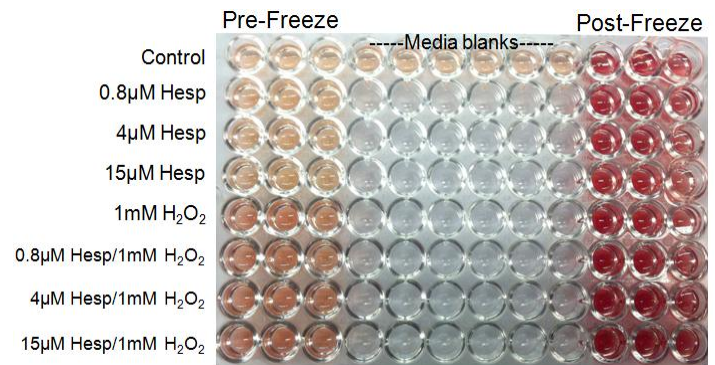 Pre-Freeze
Post-Freeze
-----Media blanks-----
Control
0.8µM Hesp
4µM Hesp
15µM Hesp
1mM H₂O₂
0.8µM Hesp/1mM H₂O₂
4µM Hesp/1mM H₂O₂
15µM Hesp/1mM H₂O₂